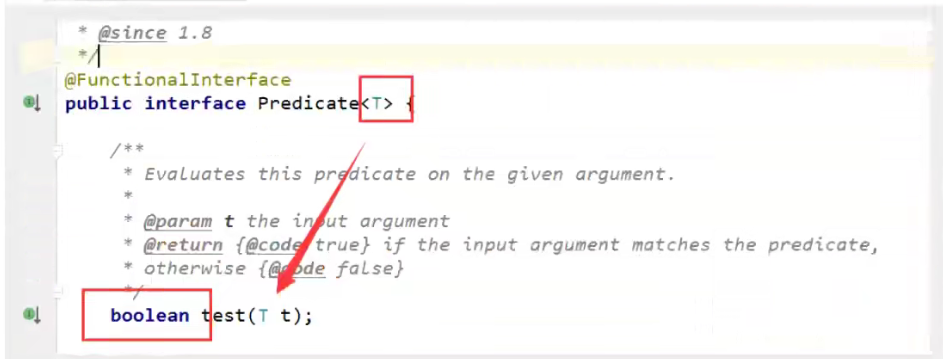 * @since 1.8
*/
@FunctionalInterface
public interface Predicate<T> {
/**
* Evaluates this predicate on the given argument.
*
* @param t the input argument
* @return {@code true} if the input argument matches the predicate,
* otherwise {@code false}
*/
boolean test(T t);